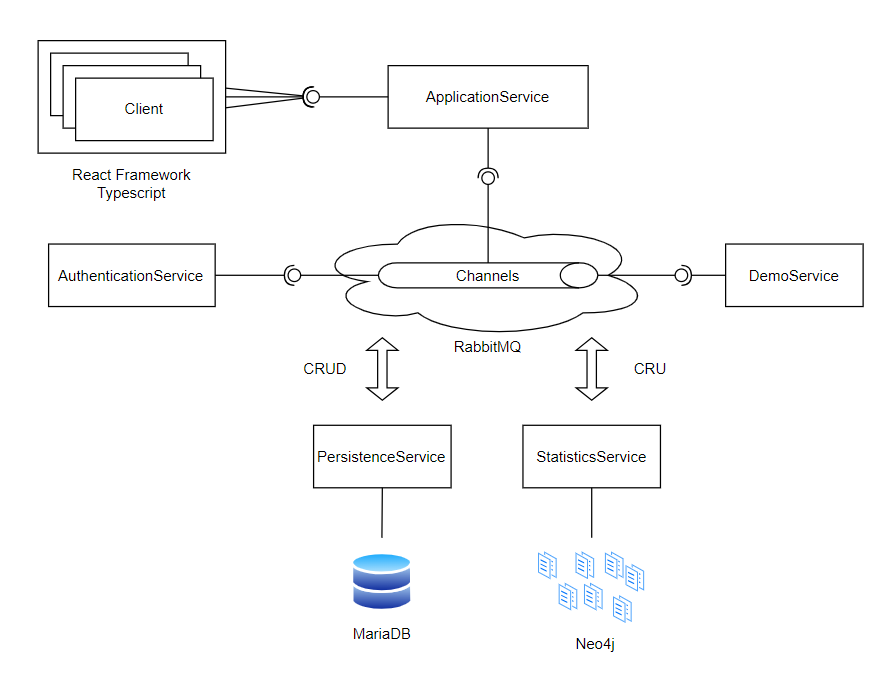 Client
ApplicationService
React Framework
Typescript
AuthenticationService
Channels
DemoService
RabbitMQ
CRUD
CRU
PersistenceService
StatisticsService
MariaDB
Neo4j